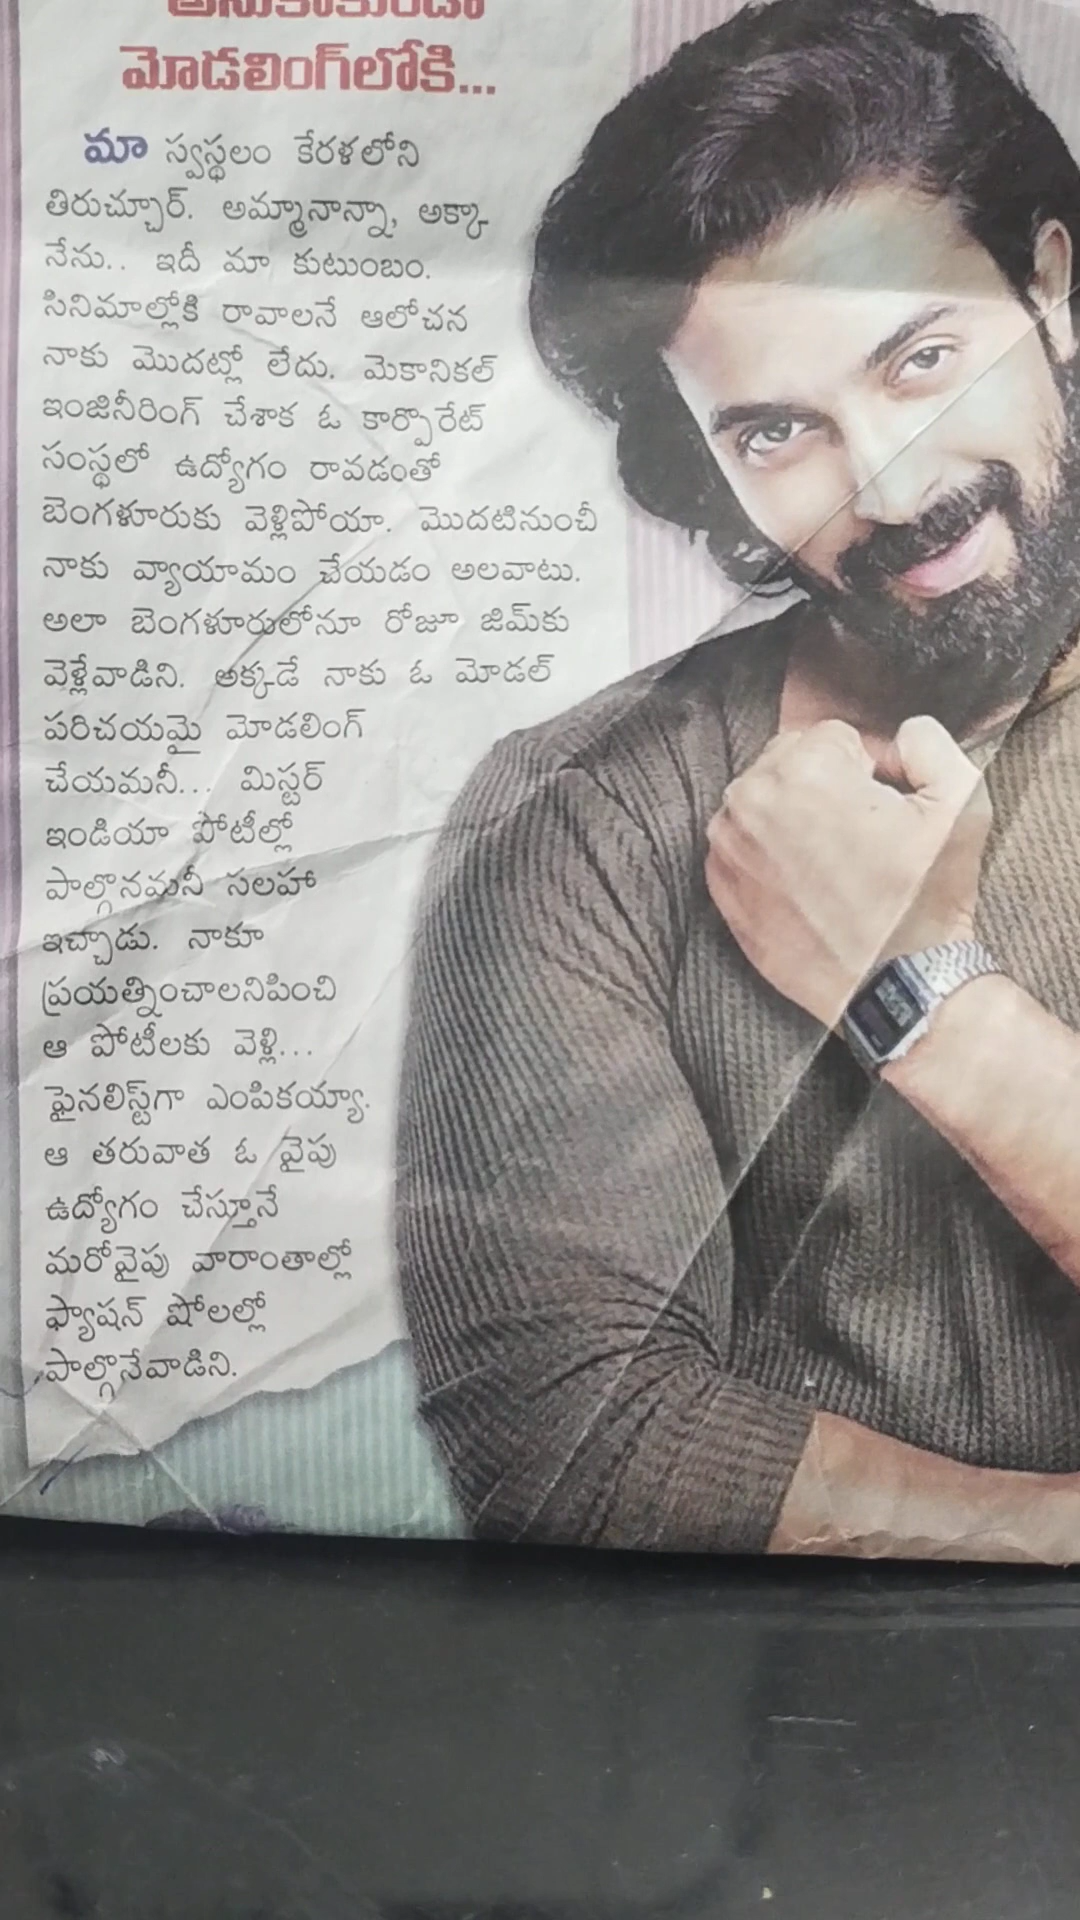 అనుకోకుండా
మోడలింగ్‌లోకి...
మా స్వస్థలం కేరళలోని
తిరుచ్చూర్. అమ్మానాన్నా, అక్కా
నేను.. ఇదీ మా కుటుంబం.
సినిమాల్లోకి రావాలనే ఆలోచన
నాకు మొదట్లో లేదు. మెకానికల్
ఇంజినీరింగ్ చేశాక ఓ కార్పొరేట్
సంస్థలో ఉద్యోగం రావడంతో
బెంగళూరుకు వెళ్లిపోయా. మొదటినుంచీ
నాకు వ్యాయామం చేయడం అలవాటు.
అలా బెంగళూరులోనూ రోజూ జిమ్‌కు
వెళ్లేవాడిని. అక్కడే నాకు ఓ మోడల్
పరిచయమై మోడలింగ్
చేయమనీ... మిస్టర్
ఇండియా పోటీల్లో
పాల్గొనమనీ సలహా
ఇచ్చాడు. నాకూ
ప్రయత్నించాలనిపించి
ఆ పోటీలకు వెళ్లి...
ఫైనలిస్ట్‌గా ఎంపికయ్యా.
ఆ తరువాత ఓ వైపు
ఉద్యోగం చేస్తూనే
మరోవైపు వారాంతాల్లో
ఫ్యాషన్ షోలల్లో
పాల్గొనేవాడిని.